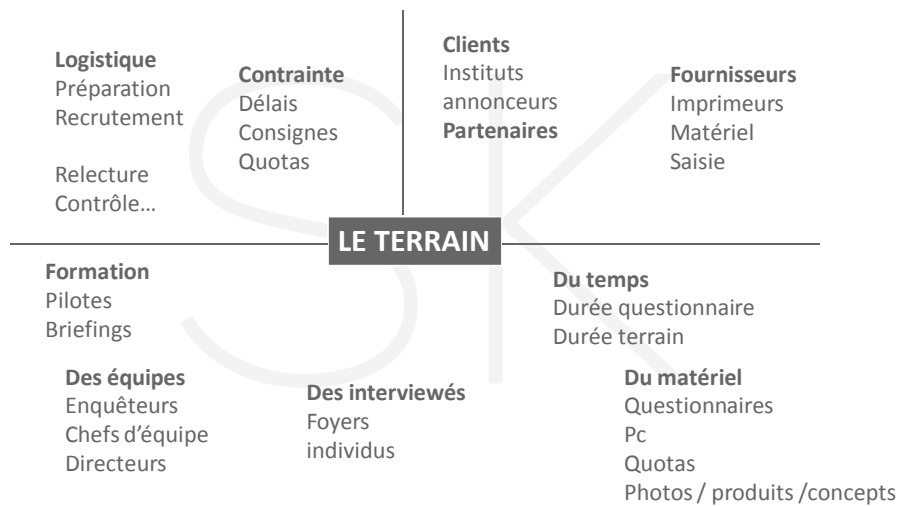 Logistique
Préparation
Recrutement
Relecture
Contrôle...
Contrainte
Délais
Consignes
Quotas
Clients
Instituts
annonceurs
Partenaires
Fournisseurs
Imprimeurs
Matériel
Saisie
LE TERRAIN
Formation
Pilotes
Briefings
Des équipes
Enquêteurs
Chefs d'équipe
Directeurs
Des interviewés
Foyers
individus
Du temps
Durée questionnaire
Durée terrain
Du matériel
Questionnaires
Pc
Quotas
Photos / produits /concepts
SK